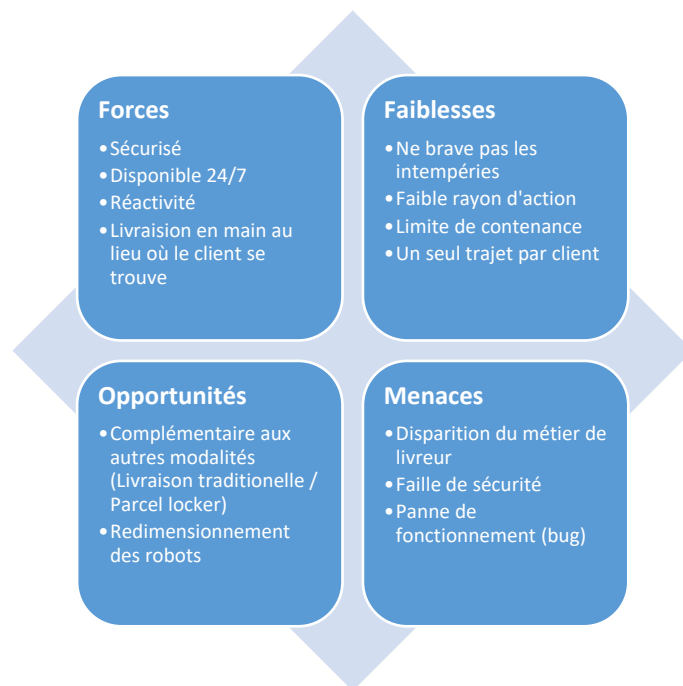 Forces
•Sécurisé
•Disponible 24/7
•Réactivité
•Livraision en main au
lieu où le client se
trouve
Faiblesses
•Ne brave pas les
intempéries
•Faible rayon d'action
•Limite de contenance
•Un seul trajet par client
Opportunités
•Complémentaire aux
autres modalités
(Livraison traditionelle /
Parcel locker)
•Redimensionnement
des robots
Menaces
•Disparition du métier de
livreur
•Faille de sécurité
•Panne de
fonctionnement (bug)